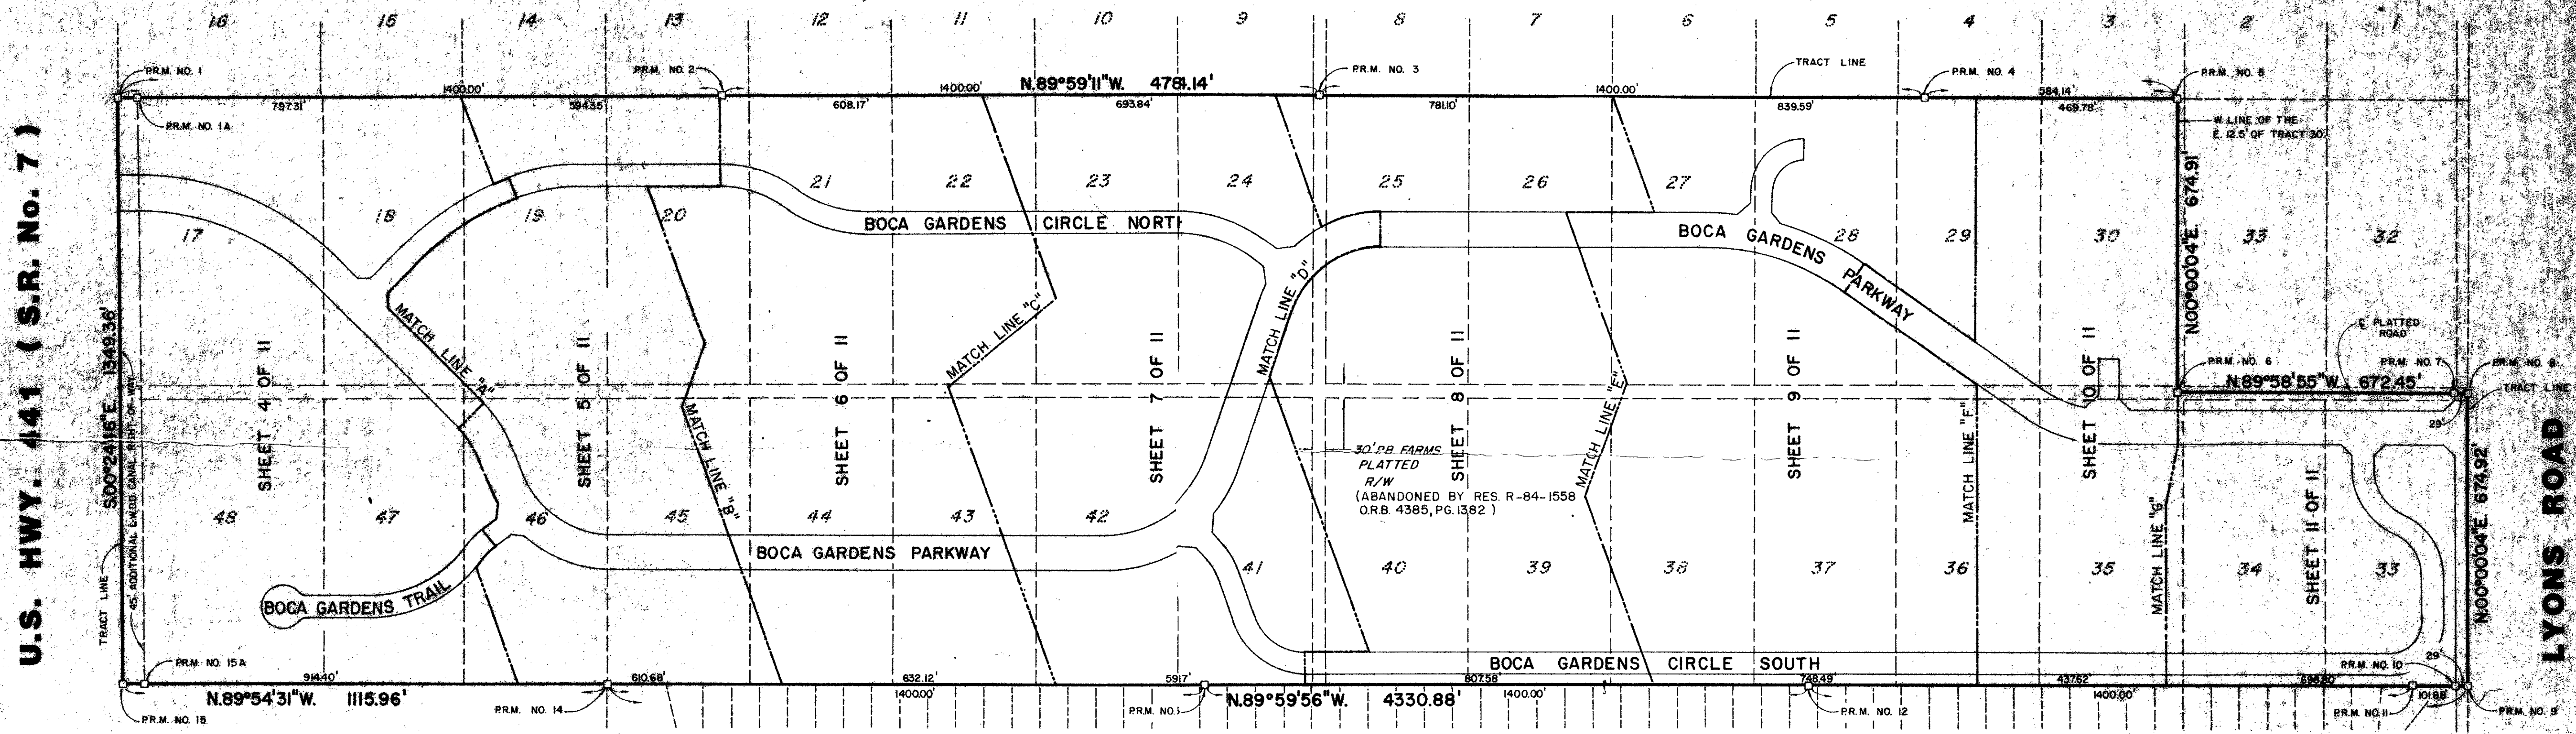 16 15 14 13 12 11 10 9 8 7 6 5 4 3 2 1
P.R.M. NO. 1
P.R.M. NO. 2
P.R.M. NO. 3
TRACT LINE
P.R.M. NO. 4
P.R.M. NO. 5
1400.00'
1400.00'
N.89°59'11"W. 4781.14'
1400.00'
584.14'
797.31'
594.35'
608.17'
693.84'
781.10'
839.59'
469.78'
P.R.M. NO. 1A
W. LINE OF THE
E. 12.5' OF TRACT 30
U.S. HWY. 441 ( S.R. No. 7 )
S.00°24'16"E. 1349.36'
TRACT LINE
45' ADDITIONAL L.W.D.D. CANAL RIGHT-OF-WAY
N.00°00'04"E. 674.91'
17 18 19 20 21 22 23 24 25 26 27 28 29 30 33 32
BOCA GARDENS CIRCLE NORTH
BOCA GARDENS PARKWAY
MATCH LINE "A"
MATCH LINE "B"
MATCH LINE "C"
MATCH LINE "D"
MATCH LINE "E"
MATCH LINE "F"
MATCH LINE "G"
SHEET 4 OF 11
SHEET 5 OF 11
SHEET 6 OF 11
SHEET 7 OF 11
SHEET 8 OF 11
SHEET 9 OF 11
SHEET 10 OF 11
SHEET 11 OF 11
℄ PLATTED
ROAD
P.R.M. NO. 6
P.R.M. NO. 7
P.R.M. NO. 8
N.89°58'55"W. 672.45'
TRACT LINE
29'
30' P.B. FARMS
PLATTED
R/W
(ABANDONED BY RES. R-84-1558
O.R.B. 4385, PG. 1382 )
48 47 46 45 44 43 42 41 40 39 38 37 36 35 34 33
BOCA GARDENS PARKWAY
BOCA GARDENS TRAIL
BOCA GARDENS CIRCLE SOUTH
N.00°00'04"E. 674.92'
LYONS ROAD
29'
P.R.M. NO. 10
P.R.M. NO. 15A
914.40'
610.68'
632.12'
591.7'
807.58'
748.49'
437.62'
101.88'
N.89°54'31"W. 1115.96'
1400.00'
N.89°59'56"W. 4330.88'
1400.00'
1400.00'
P.R.M. NO. 15
P.R.M. NO. 14
P.R.M. NO.
P.R.M. NO. 12
P.R.M. NO. 11
P.R.M. NO. 9